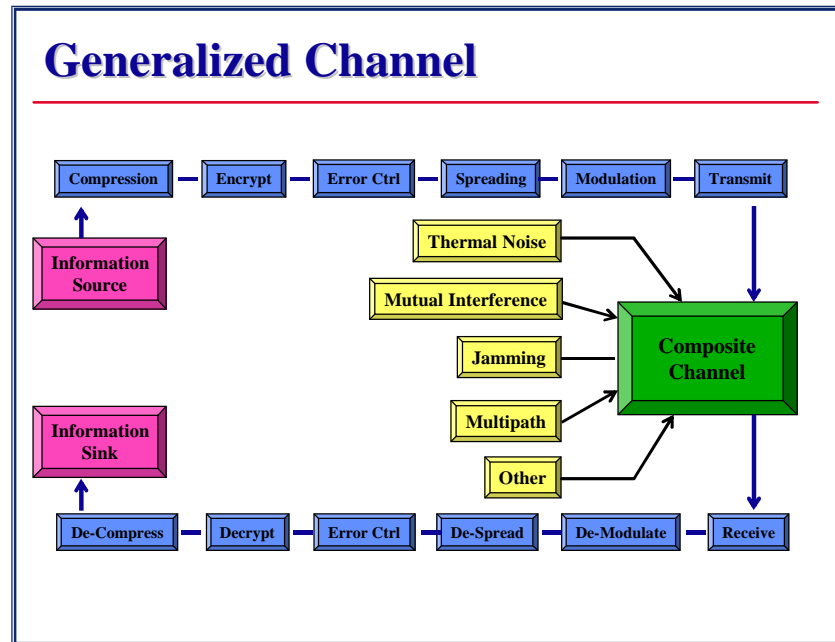 Generalized Channel
Compression
Encrypt
Error Ctrl
Spreading
Modulation
Transmit
Information
Source
Thermal Noise
Mutual Interference
Jamming
Composite
Channel
Multipath
Information
Sink
Other
De-Compress
Decrypt
Error Ctrl
De-Spread
De-Modulate
Receive